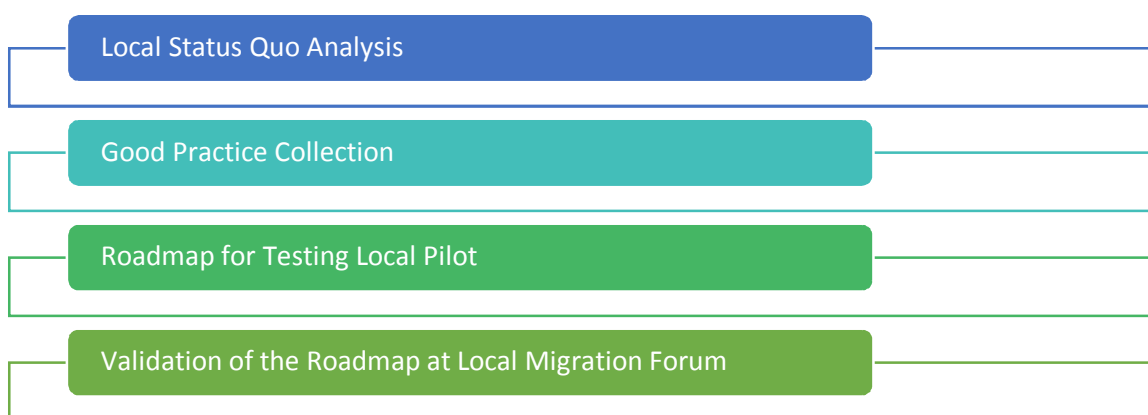 Local Status Quo Analysis
Good Practice Collection
Roadmap for Testing Local Pilot
Validation of the Roadmap at Local Migration Forum